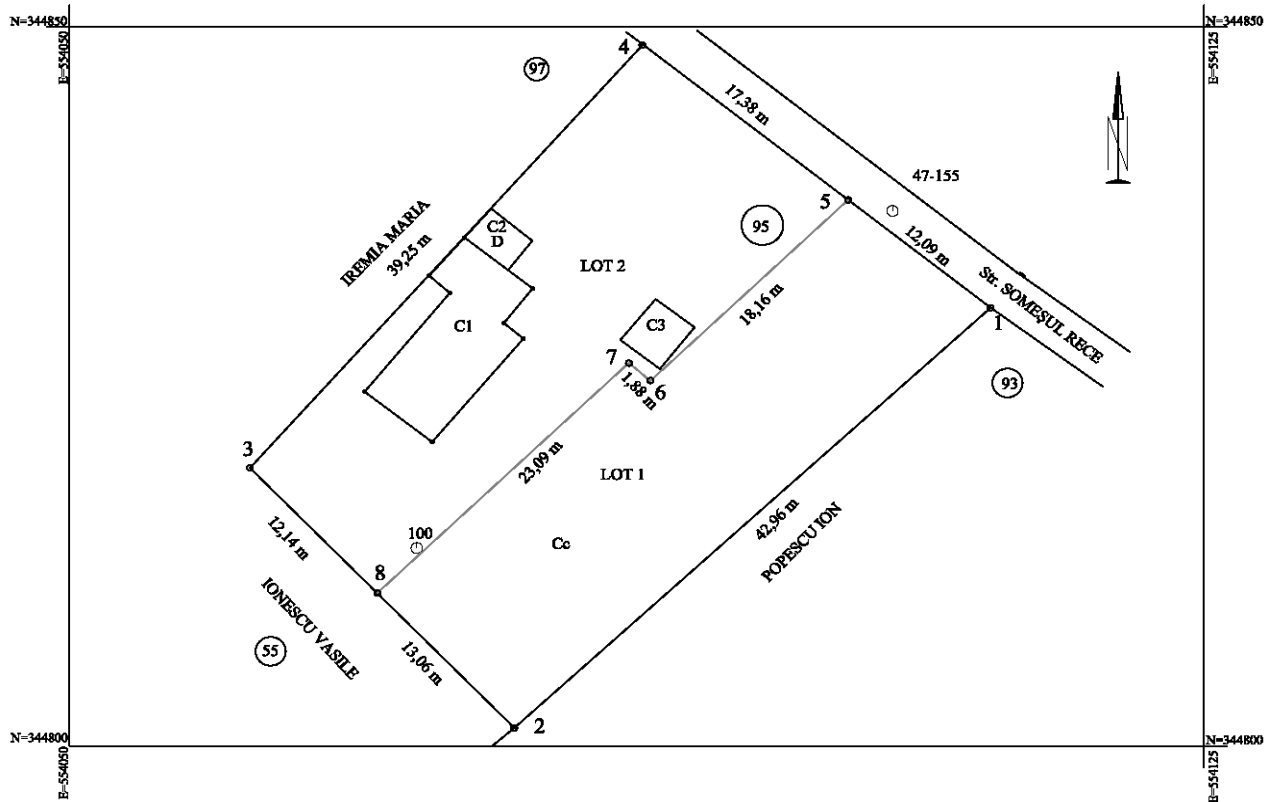 N=344850
N=344850
E=554050
E=554125
4
97
17,38 m
47-155
5
95
12,09 m
Str. SOMEŞUL RECE
IREMIA MARIA
39,25 m
C2
D
LOT 2
C1
C3
18,16 m
1
93
7
1,88 m
6
3
23,09 m
LOT 1
42,96 m
POPESCU ION
12,14 m
100
Cc
8
IONESCU VASILE
55
13,06 m
2
N=344800
N=344800
E=554050
E=554125
N